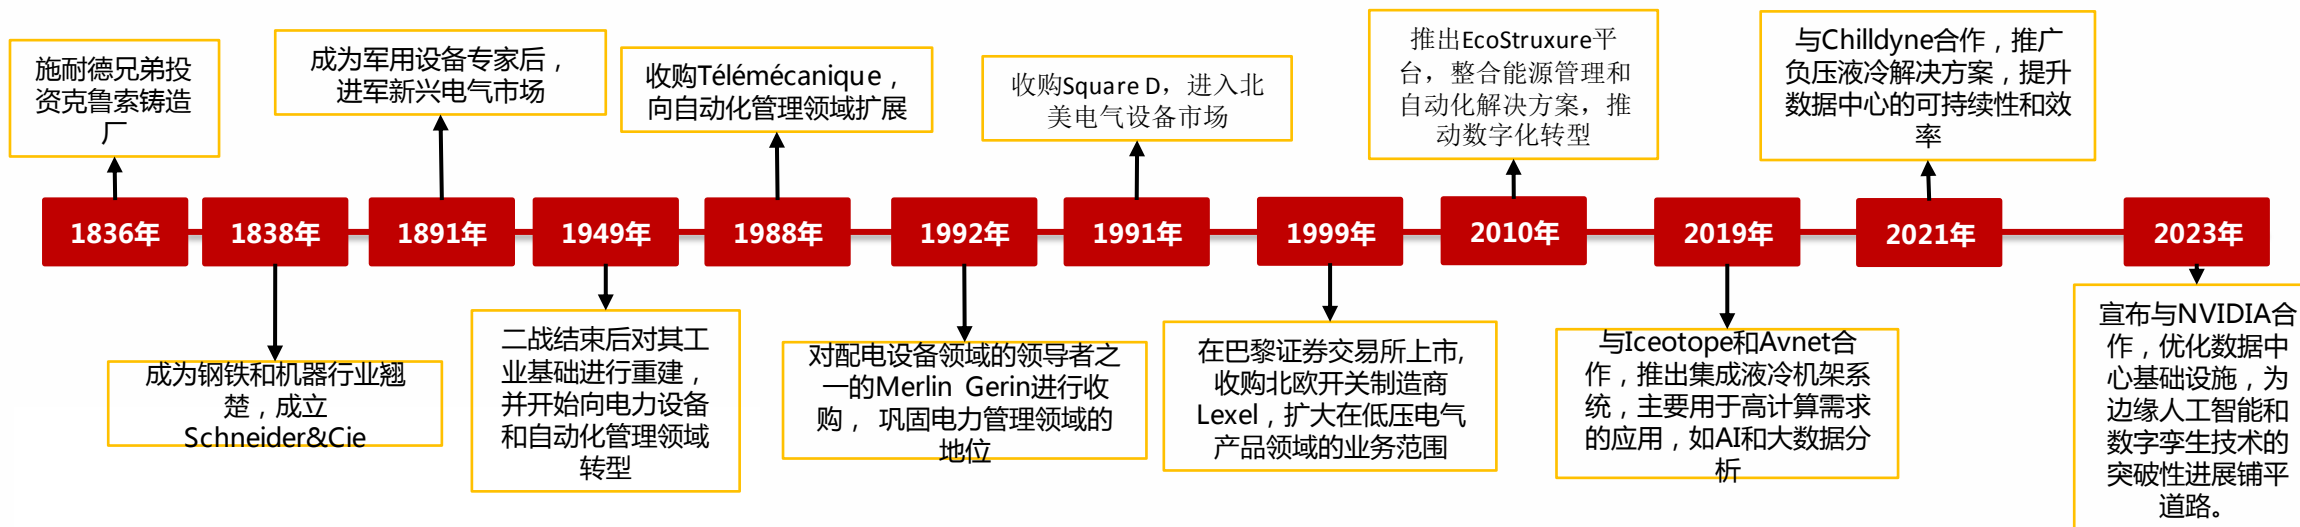 施耐德兄弟投
资克鲁索铸造
厂
成为军用设备专家后，
进军新兴电气市场
收购Télémécanique，
向自动化管理领域扩展
收购Square D，进入北
美电气设备市场
推出EcoStruxure平
台，整合能源管理和
自动化解决方案，推
动数字化转型
与Chilldyne合作，推广
负压液冷解决方案，提升
数据中心的可持续性和效
率
1836年
1838年
1891年
1949年
1988年
1992年
1991年
1999年
2010年
2019年
2021年
2023年
成为钢铁和机器行业翘
楚，成立
Schneider&Cie
二战结束后对其工
业基础进行重建，
并开始向电力设备
和自动化管理领域
转型
对配电设备领域的领导者之
一的Merlin Gerin进行收
购， 巩固电力管理领域的
地位
在巴黎证券交易所上市,
收购北欧开关制造商
Lexel，扩大在低压电气
产品领域的业务范围
与Iceotope和Avnet合
作，推出集成液冷机架系
统，主要用于高计算需求
的应用，如AI和大数据分
析
宣布与NVIDIA合
作，优化数据中
心基础设施，为
边缘人工智能和
数字孪生技术的
突破性进展铺平
道路。